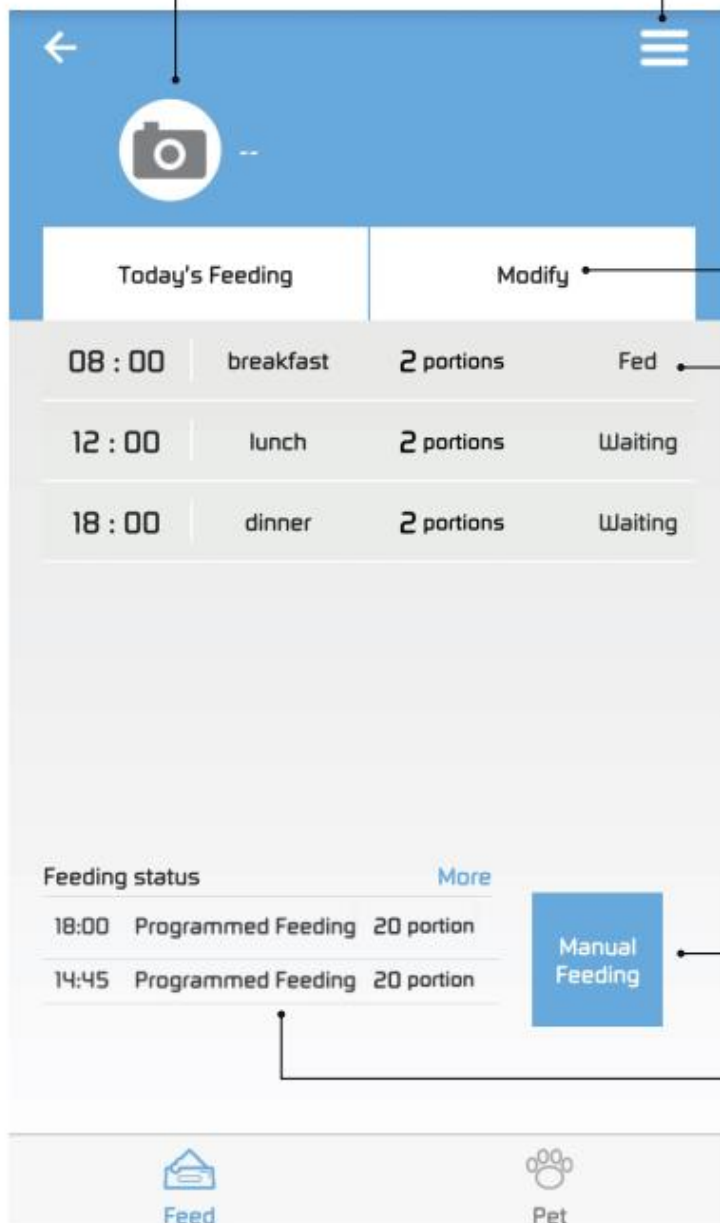 --
Today's Feeding Modify
08 : 00 breakfast 2 portions Fed
12 : 00 lunch 2 portions Waiting
18 : 00 dinner 2 portions Waiting
Feeding status More
18:00 Programmed Feeding 20 portion
14:45 Programmed Feeding 20 portion
Manual
Feeding
Feed Pet